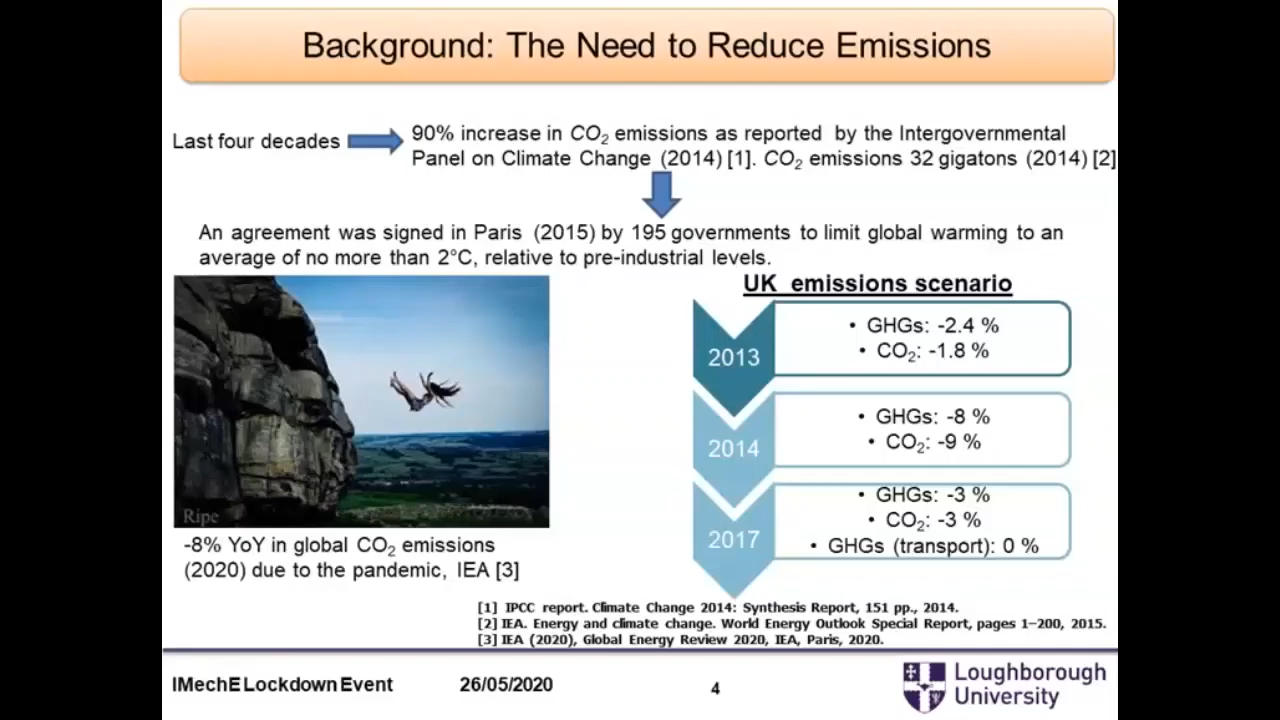 Background: The Need to Reduce Emissions
Last four decades
90% increase in CO₂ emissions as reported by the Intergovernmental
Panel on Climate Change (2014) [1]. CO₂ emissions 32 gigatons (2014) [2]
An agreement was signed in Paris (2015) by 195 governments to limit global warming to an
average of no more than 2°C, relative to pre-industrial levels.
Ripe
-8% YoY in global CO₂ emissions
(2020) due to the pandemic, IEA [3]
UK emissions scenario
2013
• GHGs: -2.4 %
• CO₂: -1.8 %
2014
• GHGs: -8 %
• CO₂: -9 %
2017
• GHGs: -3 %
• CO₂: -3 %
• GHGs (transport): 0 %
[1] IPCC report. Climate Change 2014: Synthesis Report, 151 pp., 2014.
[2] IEA. Energy and climate change. World Energy Outlook Special Report, pages 1–200, 2015.
[3] IEA (2020), Global Energy Review 2020, IEA, Paris, 2020.
IMechE Lockdown Event
26/05/2020
4
Loughborough
University